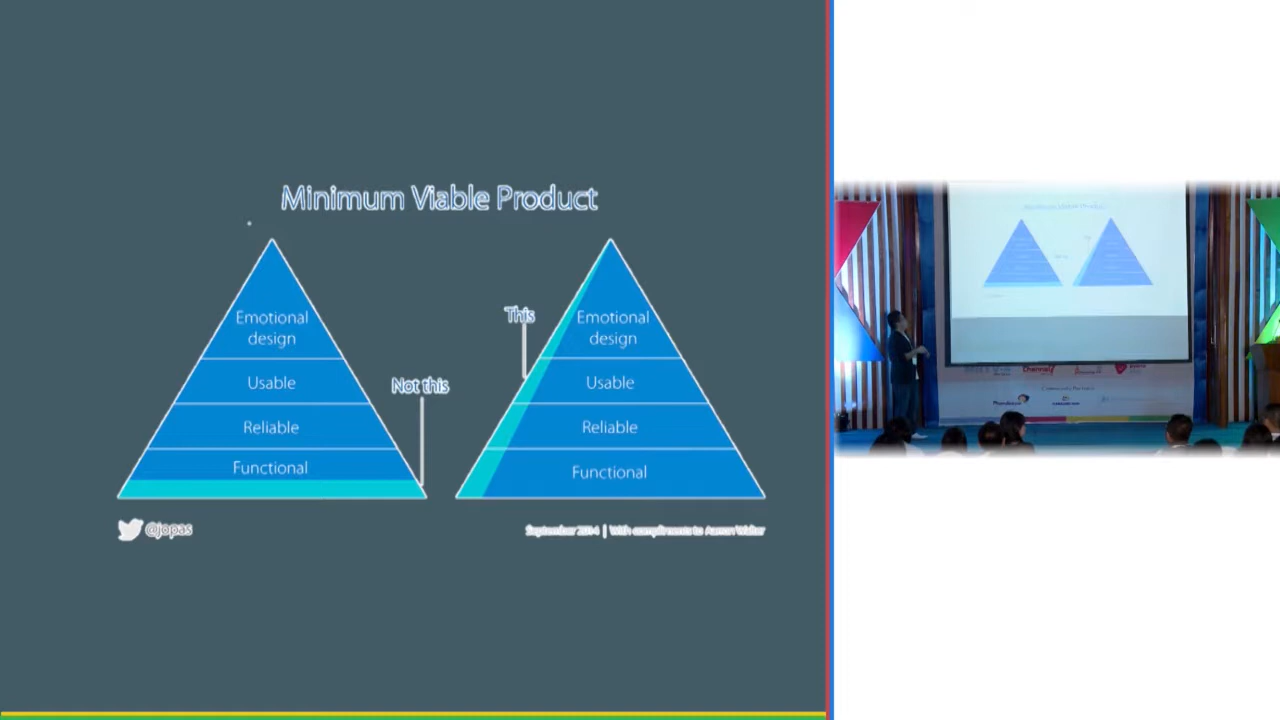 Minimum Viable Product
Emotional
design
Usable
Reliable
Functional
Not this
This
Emotional
design
Usable
Reliable
Functional
@jopas
September 2014 | With compliments to Aarron Walter